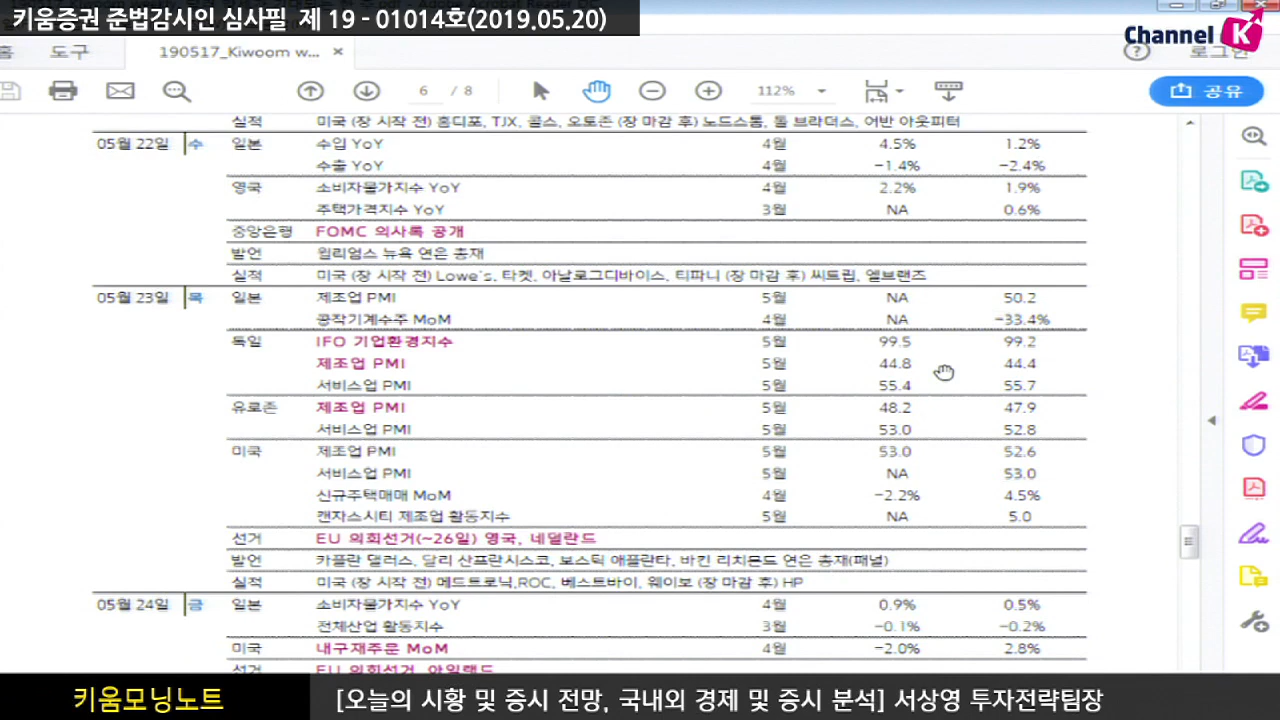 키움증권 준법감시인 심사필 제 19 - 01014호(2019.05.20)
Channel K
홈 도구 190517_Kiwoom w... × 로그인
6 / 8 112% 공유
실적 미국 (장 시작 전) 홈디포, TJX, 콜스, 오토존 (장 마감 후) 노드스톰, 톨 브라더스, 어반 아웃피터
05월 22일 수 일본 수입 YoY 4월 4.5% 1.2%
수출 YoY 4월 -1.4% -2.4%
영국 소비자물가지수 YoY 4월 2.2% 1.9%
주택가격지수 YoY 3월 NA 0.6%
중앙은행 FOMC 의사록 공개
발언 윌리엄스 뉴욕 연은 총재
실적 미국 (장 시작 전) Lowe's, 타켓, 아날로그디바이스, 티파니 (장 마감 후) 씨트립, 엘브랜즈
05월 23일 목 일본 제조업 PMI 5월 NA 50.2
공작기계수주 MoM 4월 NA -33.4%
독일 IFO 기업환경지수 5월 99.5 99.2
제조업 PMI 5월 44.8 44.4
서비스업 PMI 5월 55.4 55.7
유로존 제조업 PMI 5월 48.2 47.9
서비스업 PMI 5월 53.0 52.8
미국 제조업 PMI 5월 53.0 52.6
서비스업 PMI 5월 NA 53.0
신규주택매매 MoM 4월 -2.2% 4.5%
캔자스시티 제조업 활동지수 5월 NA 5.0
선거 EU 의회선거(~26일) 영국, 네덜란드
발언 카플란 댈러스, 달리 산프란시스코, 보스틱 애플란타, 바킨 리치몬드 연은 총재(패널)
실적 미국 (장 시작 전) 메드트로닉,ROC, 베스트바이, 웨이보 (장 마감 후) HP
05월 24일 금 일본 소비자물가지수 YoY 4월 0.9% 0.5%
전체산업 활동지수 3월 -0.1% -0.2%
미국 내구재주문 MoM 4월 -2.0% 2.8%
선거 EU 의회선거, 아일랜드
키움모닝노트 [오늘의 시황 및 증시 전망, 국내외 경제 및 증시 분석] 서상영 투자전략팀장